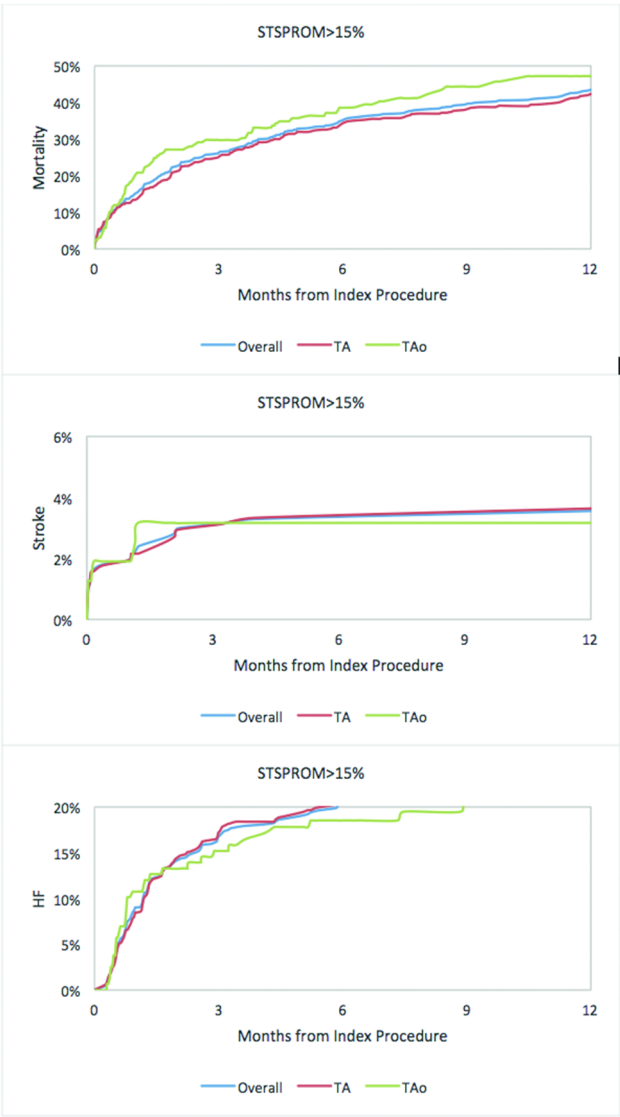 STSPROM>15%
50%
40%
30%
20%
10%
0%
Mortality
0 3 6 9 12
Months from Index Procedure
Overall TA TAo
STSPROM>15%
6%
4%
2%
0%
Stroke
0 3 6 9 12
Months from Index Procedure
Overall TA TAo
STSPROM>15%
20%
15%
10%
5%
0%
HF
0 3 6 9 12
Months from Index Procedure
Overall TA TAo